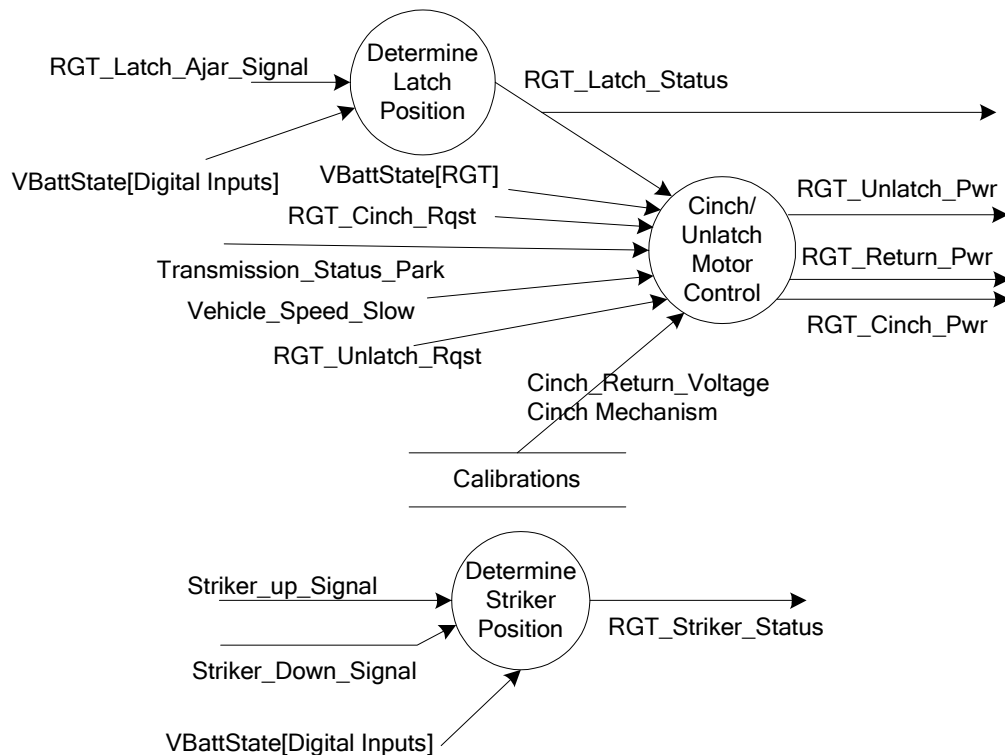 RGT_Latch_Ajar_Signal
Determine
Latch
Position
RGT_Latch_Status
VBattState[Digital Inputs]
VBattState[RGT]
RGT_Cinch_Rqst
Transmission_Status_Park
Vehicle_Speed_Slow
RGT_Unlatch_Rqst
Cinch/
Unlatch
Motor
Control
RGT_Unlatch_Pwr
RGT_Return_Pwr
RGT_Cinch_Pwr
Cinch_Return_Voltage
Cinch Mechanism
Calibrations
Striker_up_Signal
Striker_Down_Signal
VBattState[Digital Inputs]
Determine
Striker
Position
RGT_Striker_Status